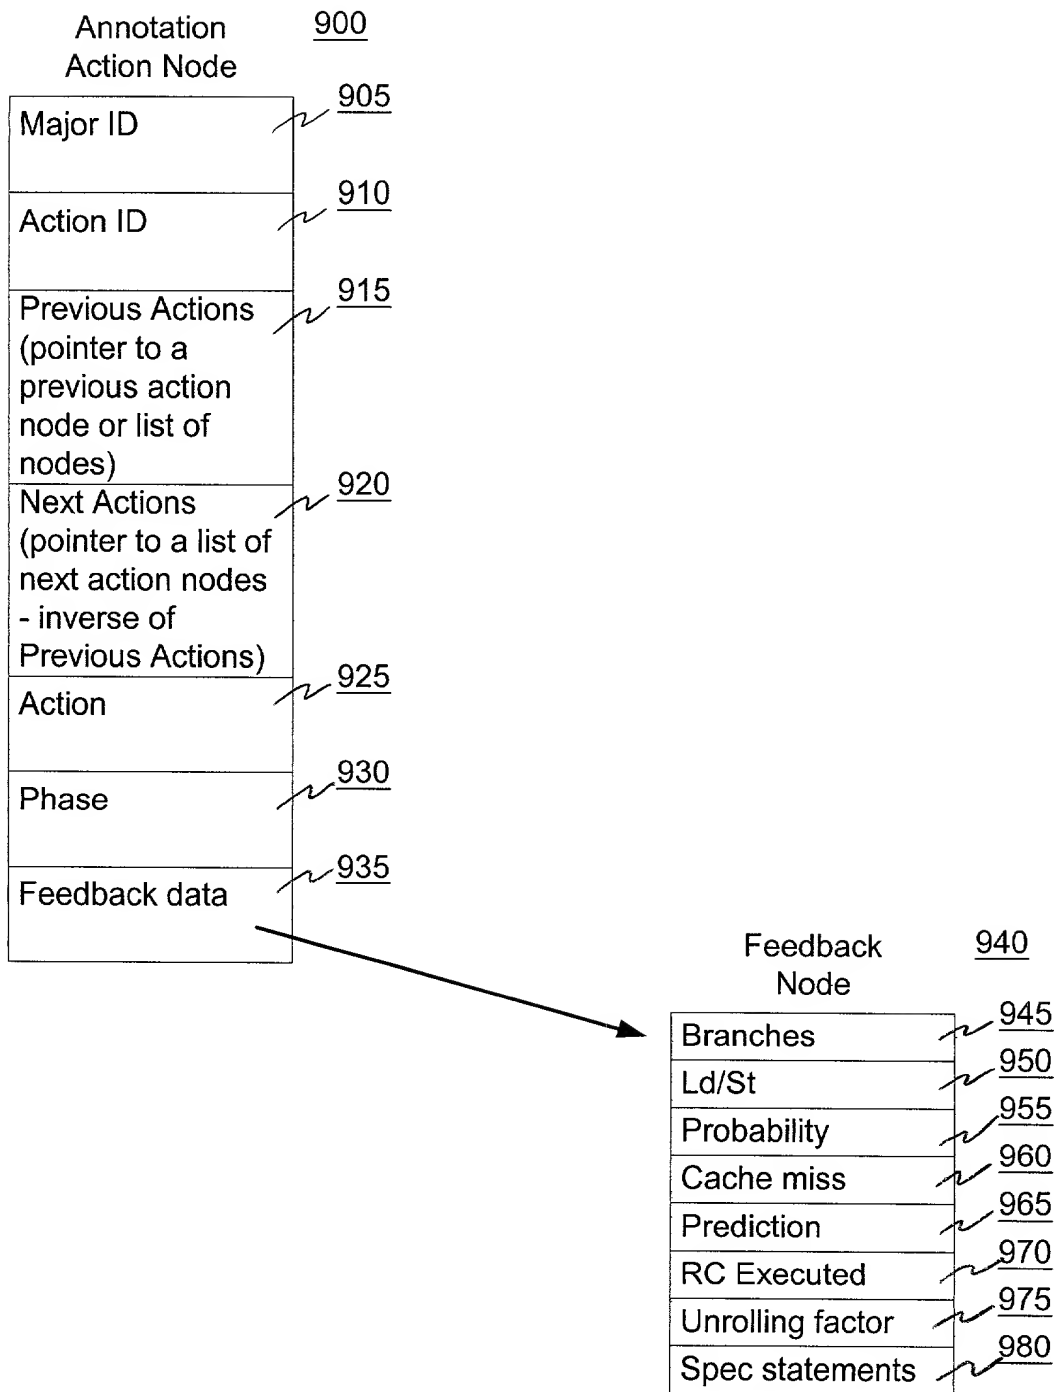 Annotation
Action Node
900
Major ID
905
Action ID
910
Previous Actions
(pointer to a
previous action
node or list of
nodes)
915
Next Actions
(pointer to a list of
next action nodes
- inverse of
Previous Actions)
920
Action
925
Phase
930
Feedback data
935
Feedback
Node
940
Branches
945
Ld/St
950
Probability
955
Cache miss
960
Prediction
965
RC Executed
970
Unrolling factor
975
Spec statements
980